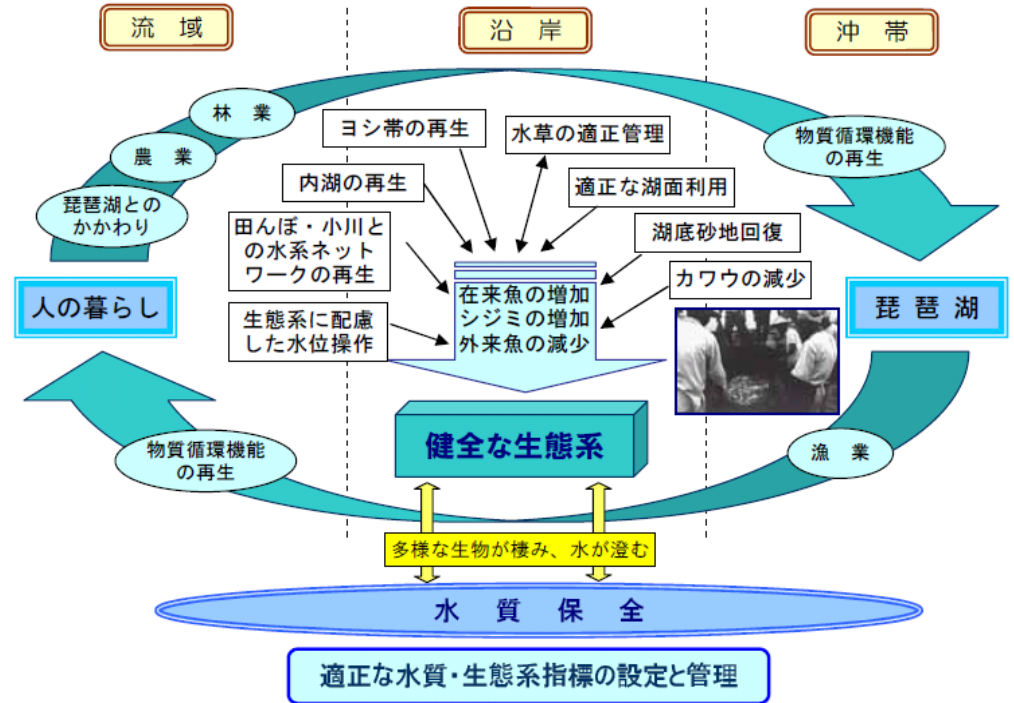 流域
沿岸
沖帯
林業
農業
琵琶湖との
かかわり
人の暮らし
ヨシ帯の再生
水草の適正管理
内湖の再生
適正な湖面利用
田んぼ・小川と
の水系ネット
ワークの再生
湖底砂地回復
カワウの減少
生態系に配慮
した水位操作
在来魚の増加
シジミの増加
外来魚の減少
物質循環機能
の再生
琵琶湖
漁業
健全な生態系
物質循環機能
の再生
多様な生物が棲み、水が澄む
水質保全
適正な水質・生態系指標の設定と管理